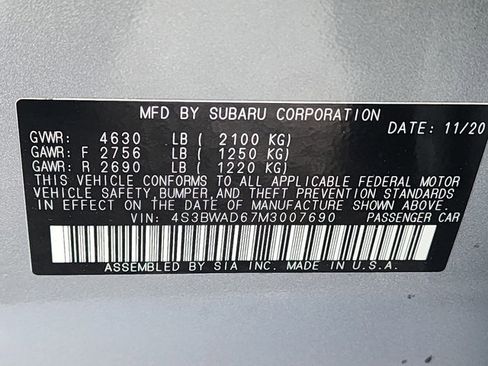 MFD BY SUBARU CORPORATION
DATE: 11/20
GVWR: 4630 LB ( 2100 KG)
GAWR: F 2756 LB ( 1250 KG)
GAWR: R 2690 LB ( 1220 KG)
THIS VEHICLE CONFORMS TO ALL APPLICABLE FEDERAL MOTOR
VEHICLE SAFETY,BUMPER,AND THEFT PREVENTION STANDARDS
IN EFFECT ON THE DATE OF MANUFACTURE SHOWN ABOVE.
VIN: 4S3BWAD67M3007690 PASSENGER CAR
ASSEMBLED BY SIA INC. MADE IN U.S.A.